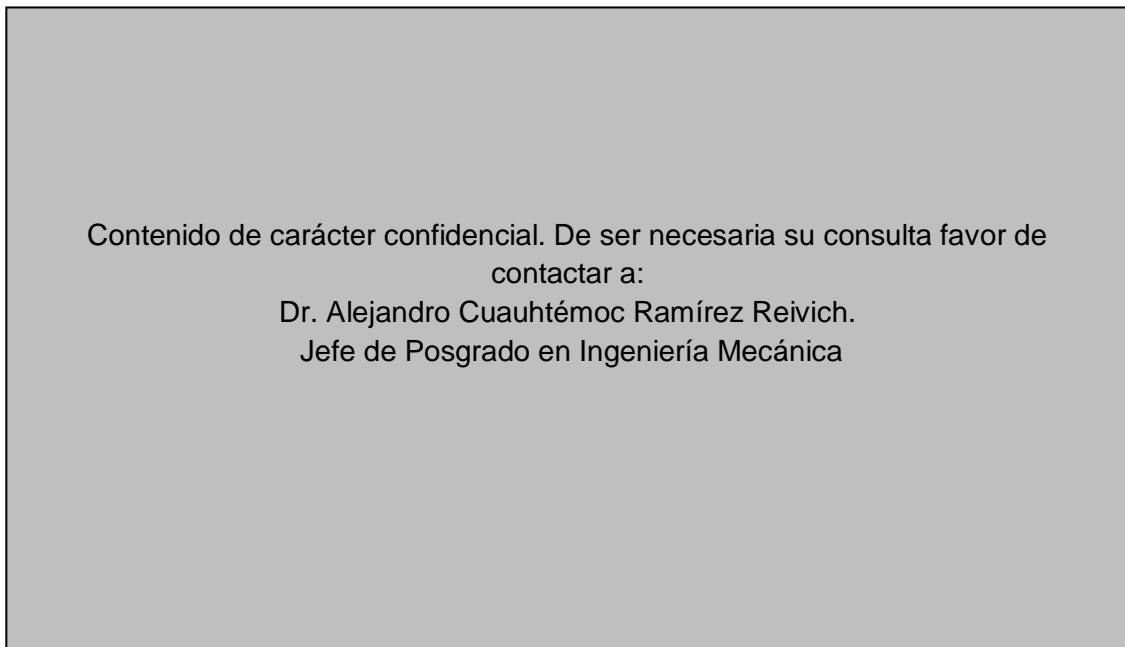 Contenido de carácter confidencial. De ser necesaria su consulta favor de
contactar a:
Dr. Alejandro Cuauhtémoc Ramírez Reivich.
Jefe de Posgrado en Ingeniería Mecánica